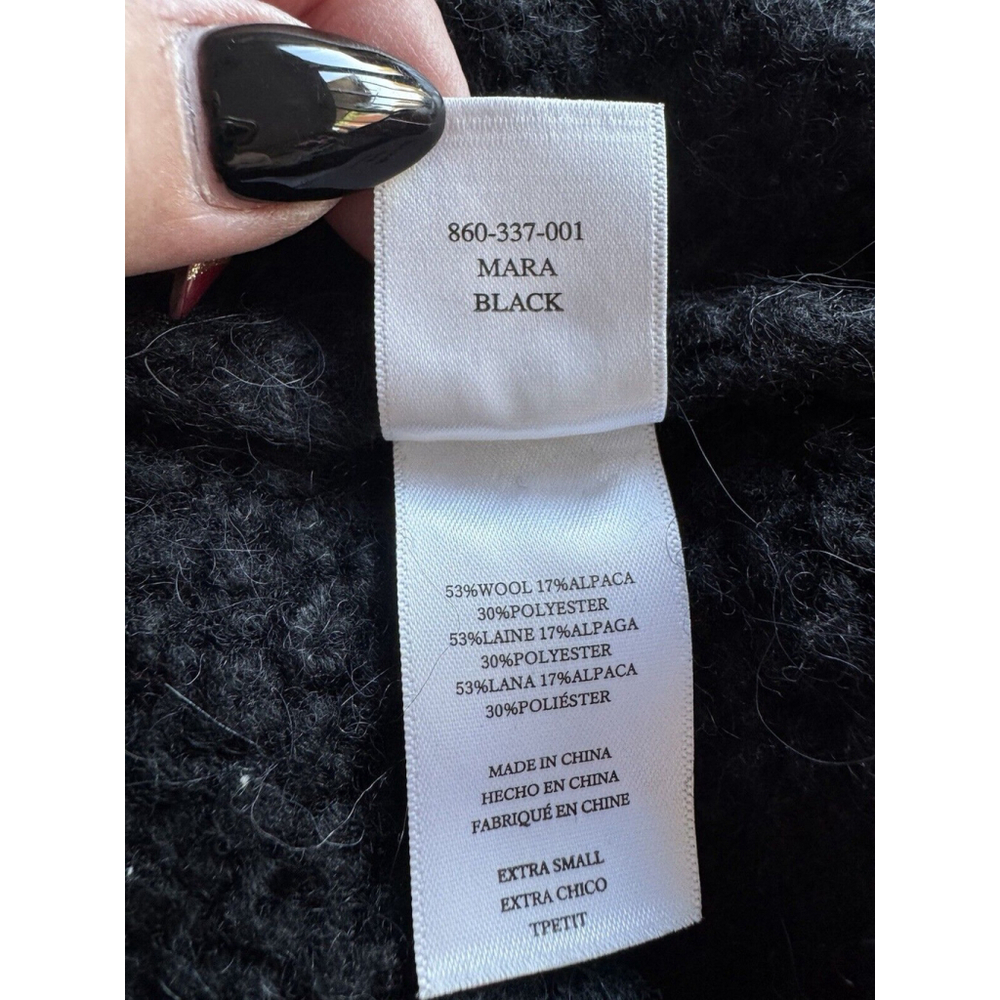 860-337-001
MARA
BLACK
53%WOOL 17%ALPACA
30%POLYESTER
53%LAINE 17%ALPAGA
30%POLYESTER
53%LANA 17%ALPACA
30%POLIÉSTER
MADE IN CHINA
HECHO EN CHINA
FABRIQUÉ EN CHINE
EXTRA SMALL
EXTRA CHICO
TPETIT